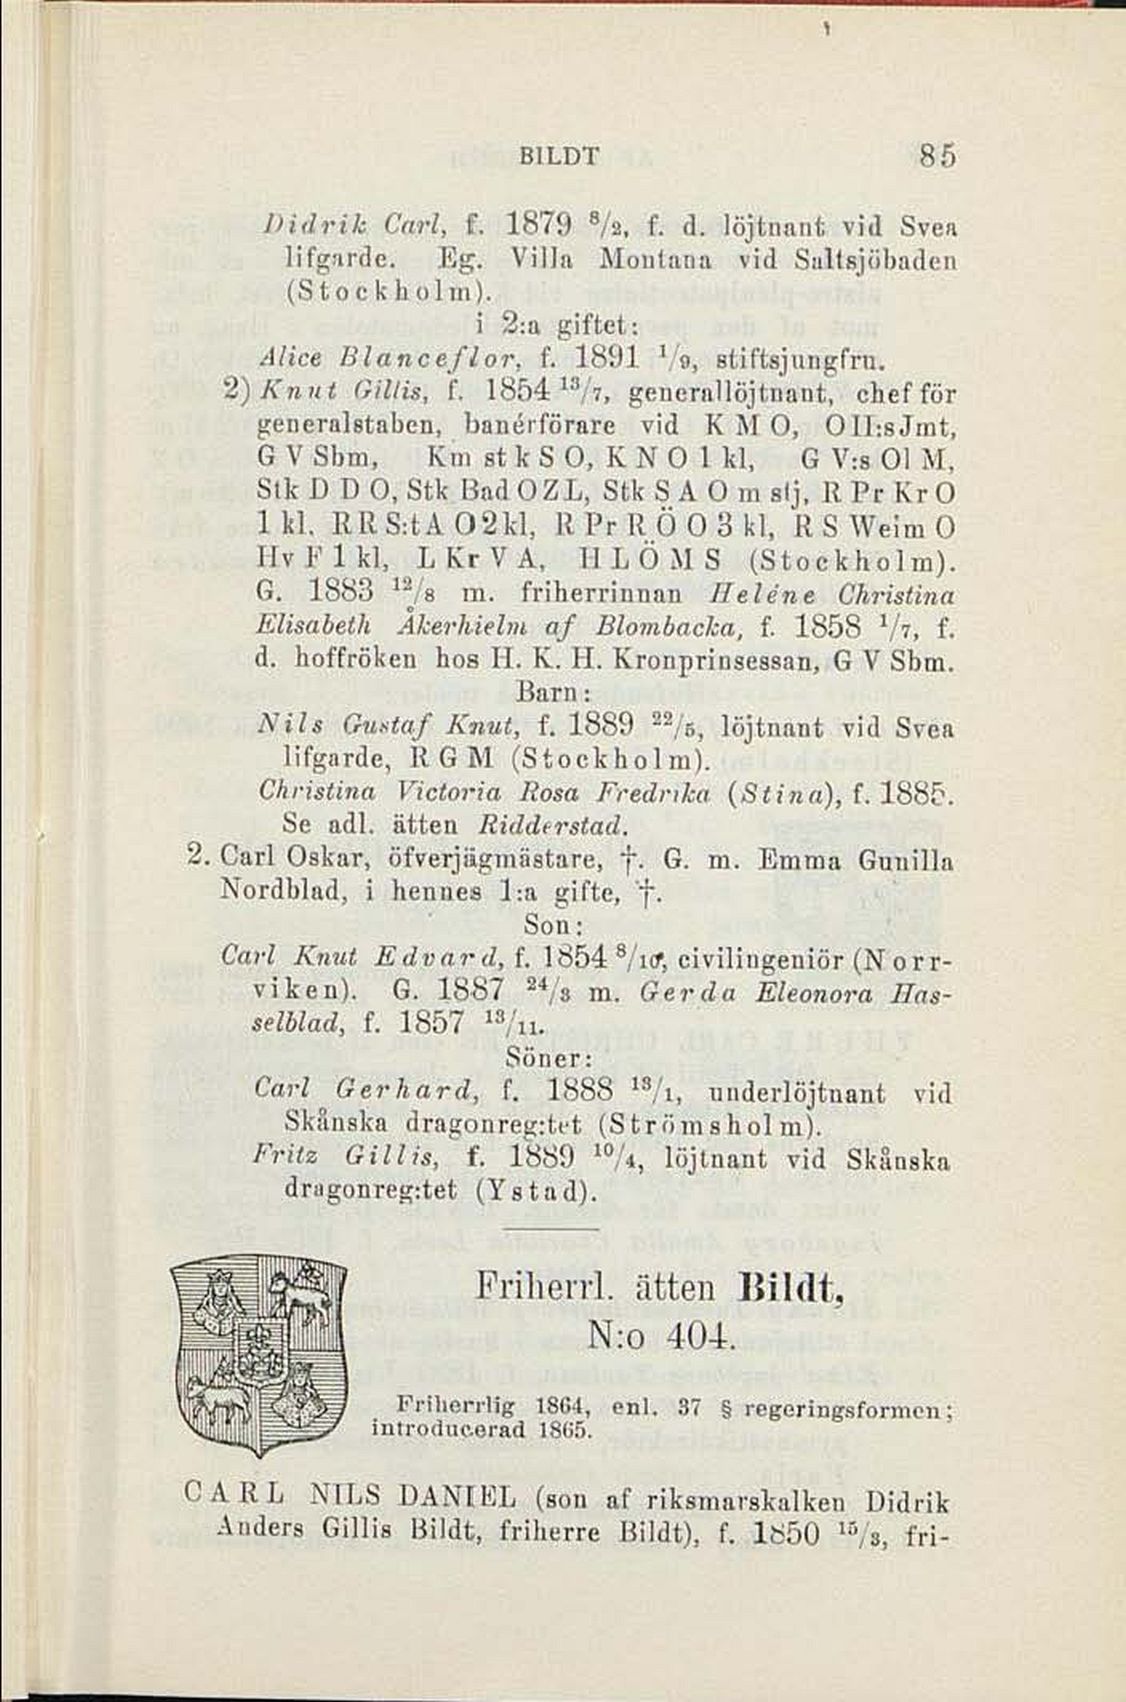 BILDT 85
Didrik Carl, f. 1879 8/2, f. d. löjtnant vid Svea
lifgarde. Eg. Villa Montana vid Saltsjöbaden
(Stockholm).
i 2:a giftet:
Alice Blanceflor, f. 1891 1/9, stiftsjungfru.
2) Knut Gillis, f. 1854 13/7, generallöjtnant, chef för
generalstaben, banérförare vid K M O, O II:s Jmt,
G V Sbm, Km st k S O, K N O 1 kl, G V:s Ol M,
Stk D D O, Stk Bad O Z L, Stk S A O m stj, R Pr Kr O
1 kl. R R S:t A O 2 kl, R Pr R Ö O 3 kl, R S Weim O
Hv F 1 kl, L Kr V A, H L Ö M S (Stockholm).
G. 1883 12/8 m. friherrinnan Heléne Christina
Elisabeth Åkerhielm af Blombacka, f. 1858 1/7, f.
d. hoffröken hos H. K. H. Kronprinsessan, G V Sbm.
Barn:
Nils Gustaf Knut, f. 1889 22/5, löjtnant vid Svea
lifgarde, R G M (Stockholm).
Christina Victoria Rosa Fredrika (Stina), f. 1885.
Se adl. ätten Ridderstad.
2. Carl Oskar, öfverjägmästare, †. G. m. Emma Gunilla
Nordblad, i hennes 1:a gifte, †.
Son:
Carl Knut Edvard, f. 1854 8/10, civilingeniör (Norr-
viken). G. 1887 24/3 m. Gerda Eleonora Has-
selblad, f. 1857 13/11.
Söner:
Carl Gerhard, f. 1888 13/1, underlöjtnant vid
Skånska dragonreg:tet (Strömsholm).
Fritz Gillis, f. 1889 10/4, löjtnant vid Skånska
dragonreg:tet (Ystad).
Friherrl. ätten Bildt,
N:o 404.
Friherrlig 1864, enl. 37 § regeringsformen;
introducerad 1865.
CARL NILS DANIEL (son af riksmarskalken Didrik
Anders Gillis Bildt, friherre Bildt), f. 1850 15/3, fri-